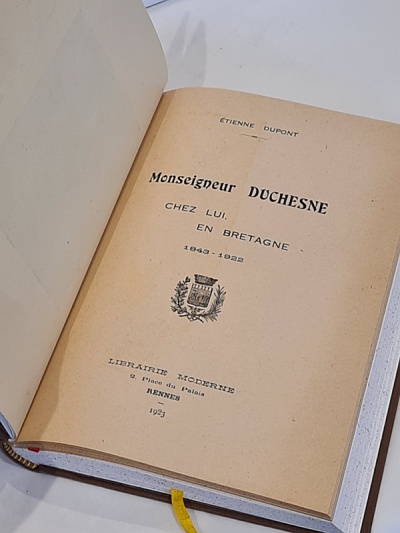 ÉTIENNE DUPONT
Monseigneur DUCHESNE
CHEZ LUI,
EN BRETAGNE
1843-1922
LIBRAIRIE MODERNE
2, Place du Palais
RENNES
1923